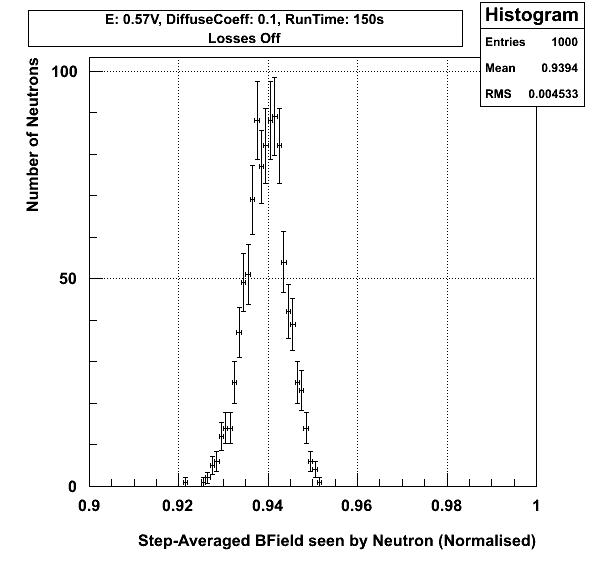 E: 0.57V, DiffuseCoeff: 0.1, RunTime: 150s
Losses Off
Histogram
Entries 1000
Mean 0.9394
RMS 0.004533
Number of Neutrons
100
50
0
0.9 0.92 0.94 0.96 0.98 1
Step-Averaged BField seen by Neutron (Normalised)